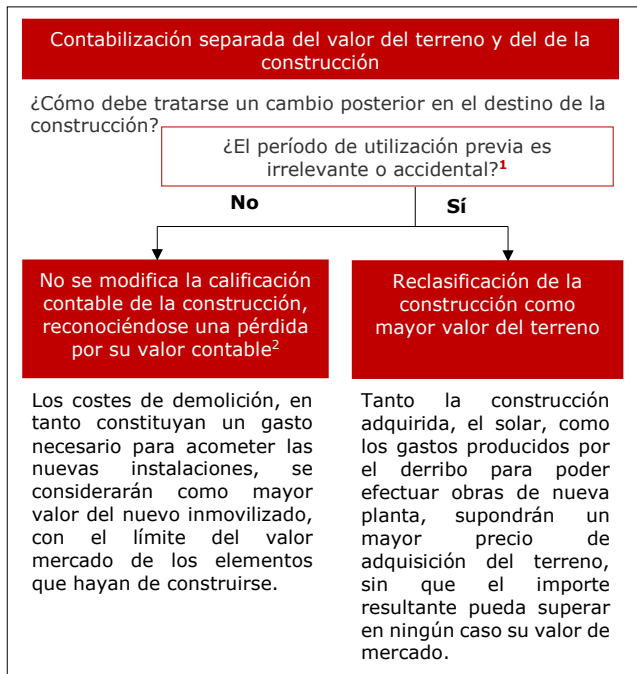 Contabilización separada del valor del terreno y del de la
construcción
¿Cómo debe tratarse un cambio posterior en el destino de la
construcción?
¿El período de utilización previa es
irrelevante o accidental?1
No
Sí
No se modifica la calificación
contable de la construcción,
reconociéndose una pérdida
por su valor contable2
Reclasificación de la
construcción como
mayor valor del terreno
Los costes de demolición, en
tanto constituyan un gasto
necesario para acometer las
nuevas instalaciones, se
considerarán como mayor
valor del nuevo inmovilizado,
con el límite del valor
mercado de los elementos
que hayan de construirse.
Tanto la construcción
adquirida, el solar, como
los gastos producidos por
el derribo para poder
efectuar obras de nueva
planta, supondrán un
mayor precio de
adquisición del terreno,
sin que el importe
resultante pueda superar
en ningún caso su valor de
mercado.